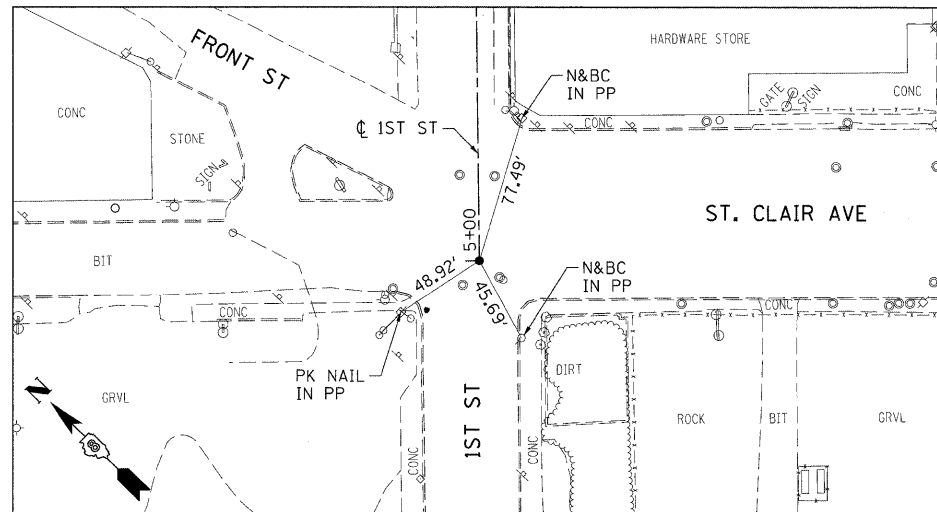 FRONT ST
HARDWARE STORE
N&BC
IN PP
CONC
GATE
SIGN
CONC
CONC
STONE
℄ 1ST ST
SIGN
77.49'
ST. CLAIR AVE
5+00
BIT
48.92'
45.69'
N&BC
IN PP
CONC
CONC
PK NAIL
IN PP
DIRT
N
GRVL
1ST ST
ROCK
BIT
GRVL
CONC
CONC